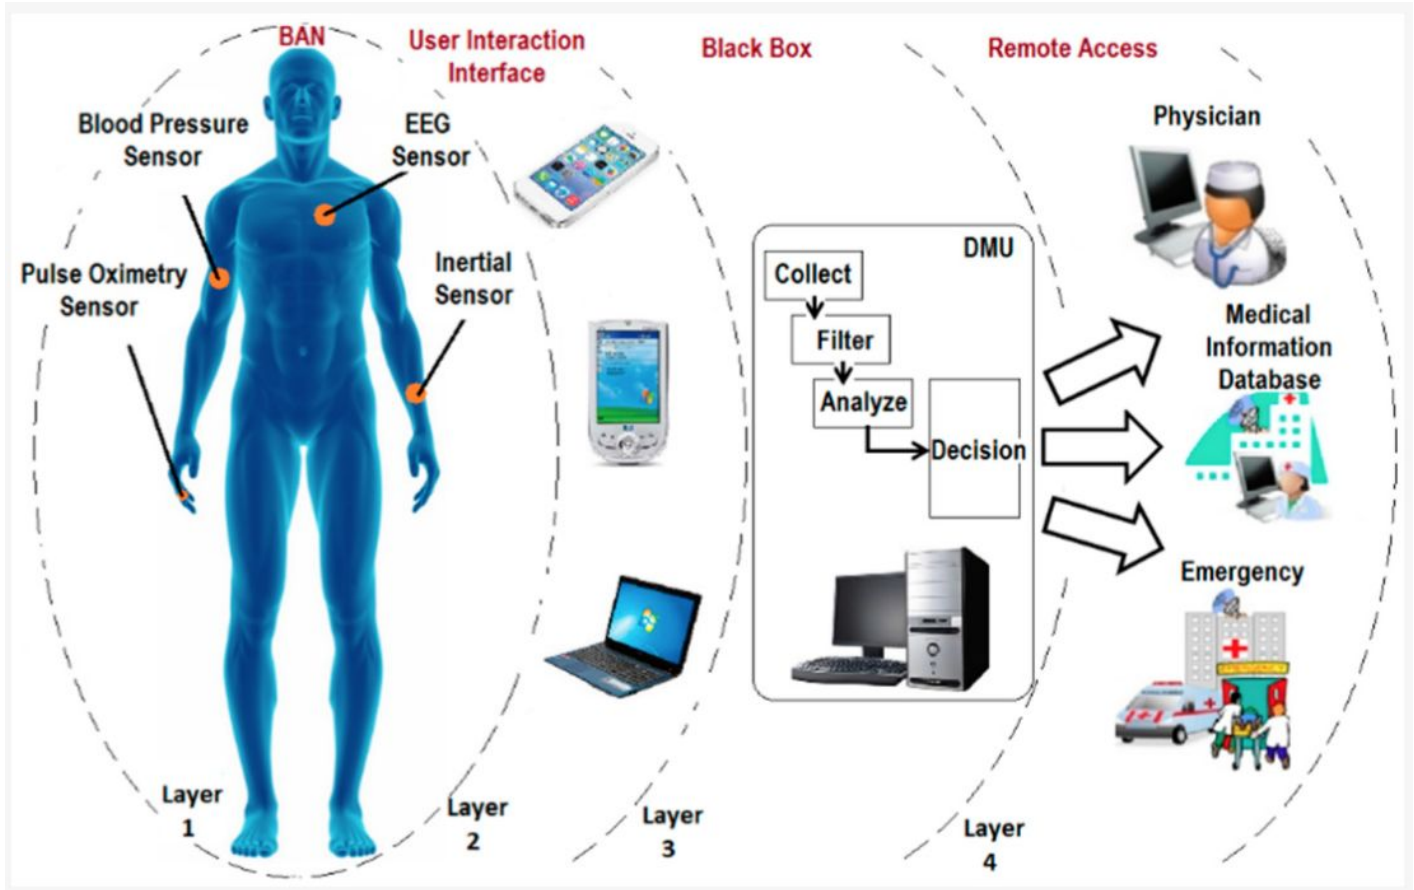 BAN
User Interaction
Interface
Black Box
Remote Access
Blood Pressure
Sensor
EEG
Sensor
Pulse Oximetry
Sensor
Inertial
Sensor
DMU
Collect
Filter
Analyze
Decision
Physician
Medical
Information
Database
Emergency
EMERGENCY
Layer
1
Layer
2
Layer
3
Layer
4